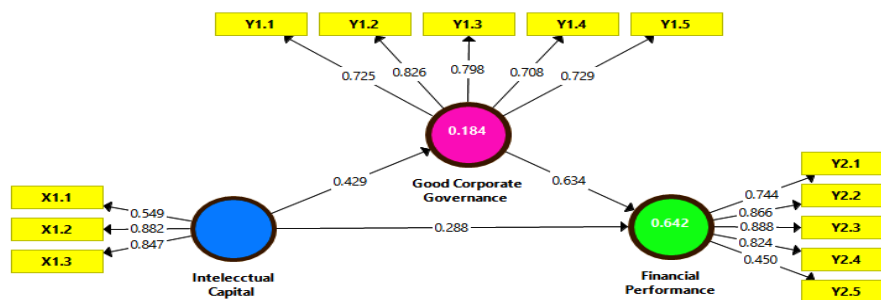 Y1.1 Y1.2 Y1.3 Y1.4 Y1.5
0.725 0.826 0.798 0.708 0.729
0.184
Good Corporate
Governance
0.429
0.634
X1.1
X1.2
X1.3
0.549
0.882
0.847
Intelecctual
Capital
0.288
0.642
Financial
Performance
0.744
0.866
0.888
0.824
0.450
Y2.1
Y2.2
Y2.3
Y2.4
Y2.5